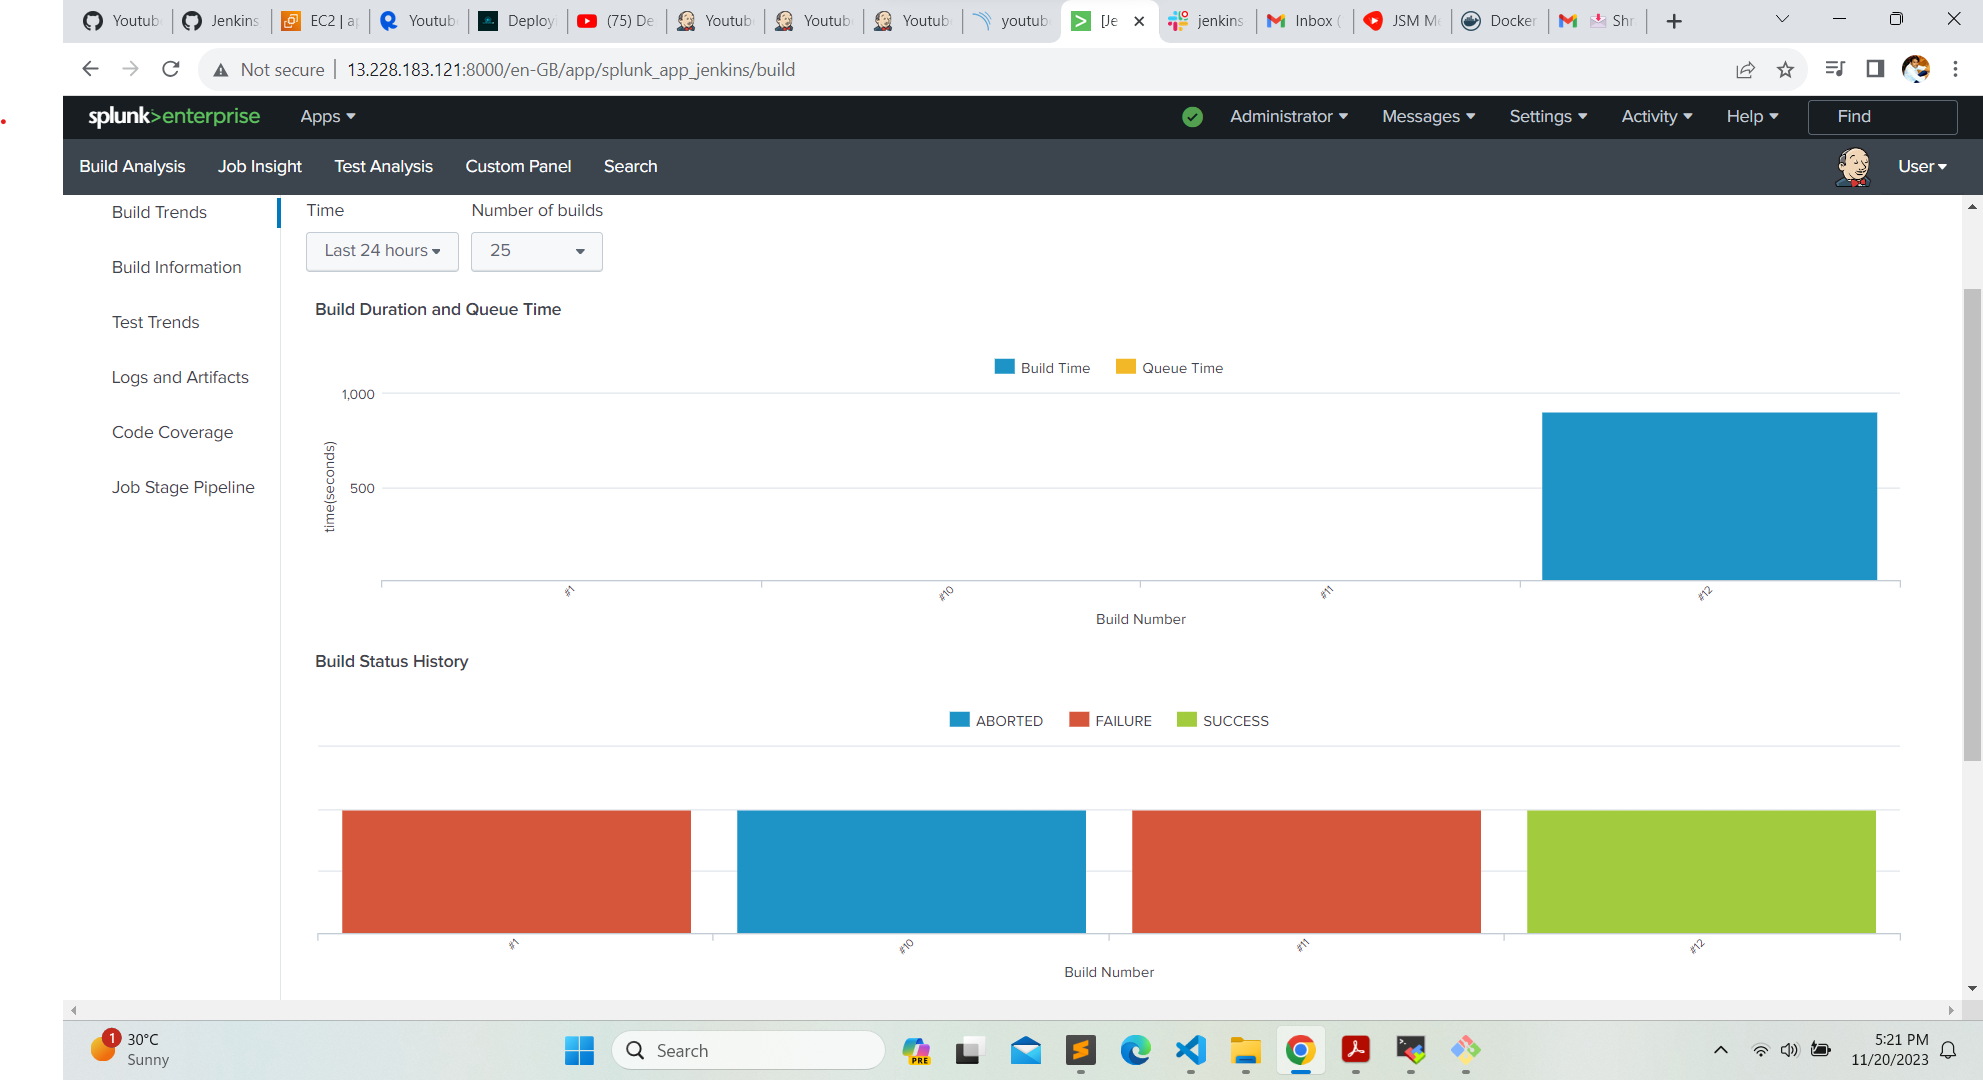 Youtub Jenkins EC2 | a Youtub Deploy (75) De Youtub Youtub Youtub youtub [Je jenkins Inbox ( JSM M Docker Shr
Not secure 13.228.183.121:8000/en-GB/app/splunk_app_jenkins/build
splunk>enterprise Apps Administrator Messages Settings Activity Help Find
Build Analysis Job Insight Test Analysis Custom Panel Search User
Build Trends
Build Information
Test Trends
Logs and Artifacts
Code Coverage
Job Stage Pipeline
Time Number of builds
Last 24 hours 25
Build Duration and Queue Time
Build Time Queue Time
1,000
500
time(seconds)
#1 #10 #11 #12
Build Number
Build Status History
ABORTED FAILURE SUCCESS
#1 #10 #11 #12
Build Number
1 30°C
Sunny
Search
PRE
5:21 PM
11/20/2023